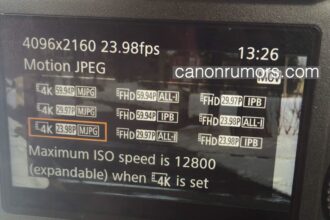 4096x2160 23.98fps 13:26
Motion JPEG
canonrumors.com
MOV
4K 59.94P MJPG FHD 59.94P ALL-I FHD 29.97P IPB
4K 29.97P MJPG FHD 59.94P IPB FHD 23.98P ALL-I
4K 23.98P MJPG FHD 29.97P ALL-I FHD 23.98P IPB
Maximum ISO speed is 12800
(expandable) when 4K is set